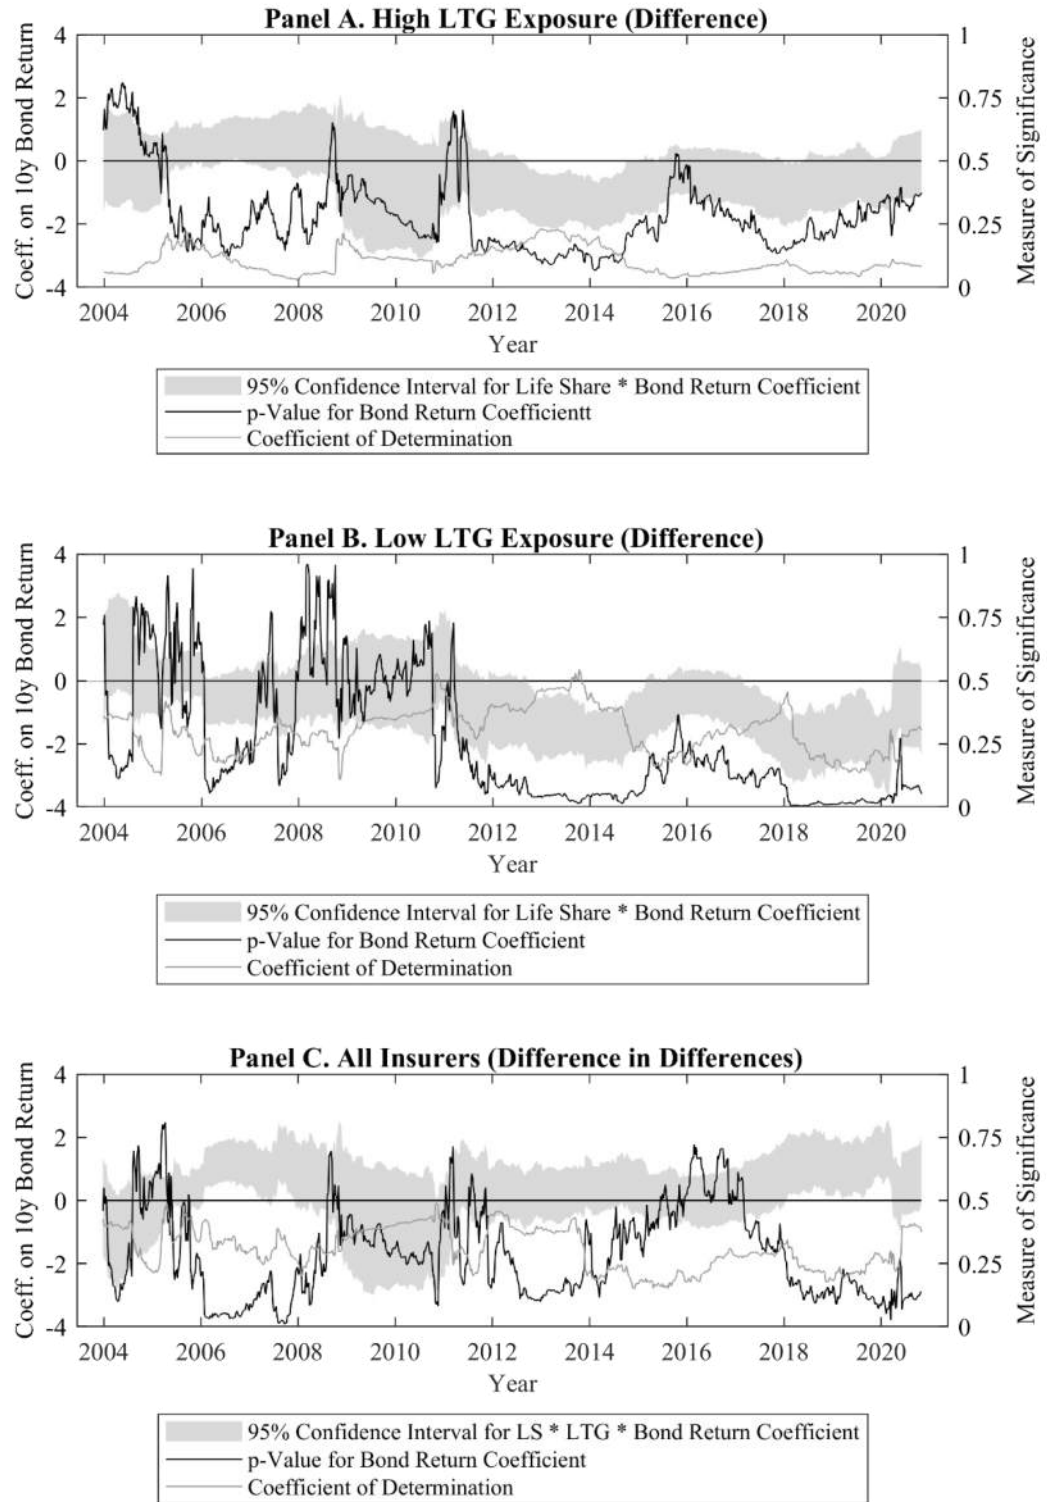 Panel A. High LTG Exposure (Difference)
Coeff. on 10y Bond Return
4
2
0
-2
-4
1
0.75
0.5
0.25
0
Measure of Significance
2004 2006 2008 2010 2012 2014 2016 2018 2020
Year
95% Confidence Interval for Life Share * Bond Return Coefficient
p-Value for Bond Return Coefficientt
Coefficient of Determination
Panel B. Low LTG Exposure (Difference)
Coeff. on 10y Bond Return
4
2
0
-2
-4
1
0.75
0.5
0.25
0
Measure of Significance
2004 2006 2008 2010 2012 2014 2016 2018 2020
Year
95% Confidence Interval for Life Share * Bond Return Coefficient
p-Value for Bond Return Coefficient
Coefficient of Determination
Panel C. All Insurers (Difference in Differences)
Coeff. on 10y Bond Return
4
2
0
-2
-4
1
0.75
0.5
0.25
0
Measure of Significance
2004 2006 2008 2010 2012 2014 2016 2018 2020
Year
95% Confidence Interval for LS * LTG * Bond Return Coefficient
p-Value for Bond Return Coefficient
Coefficient of Determination